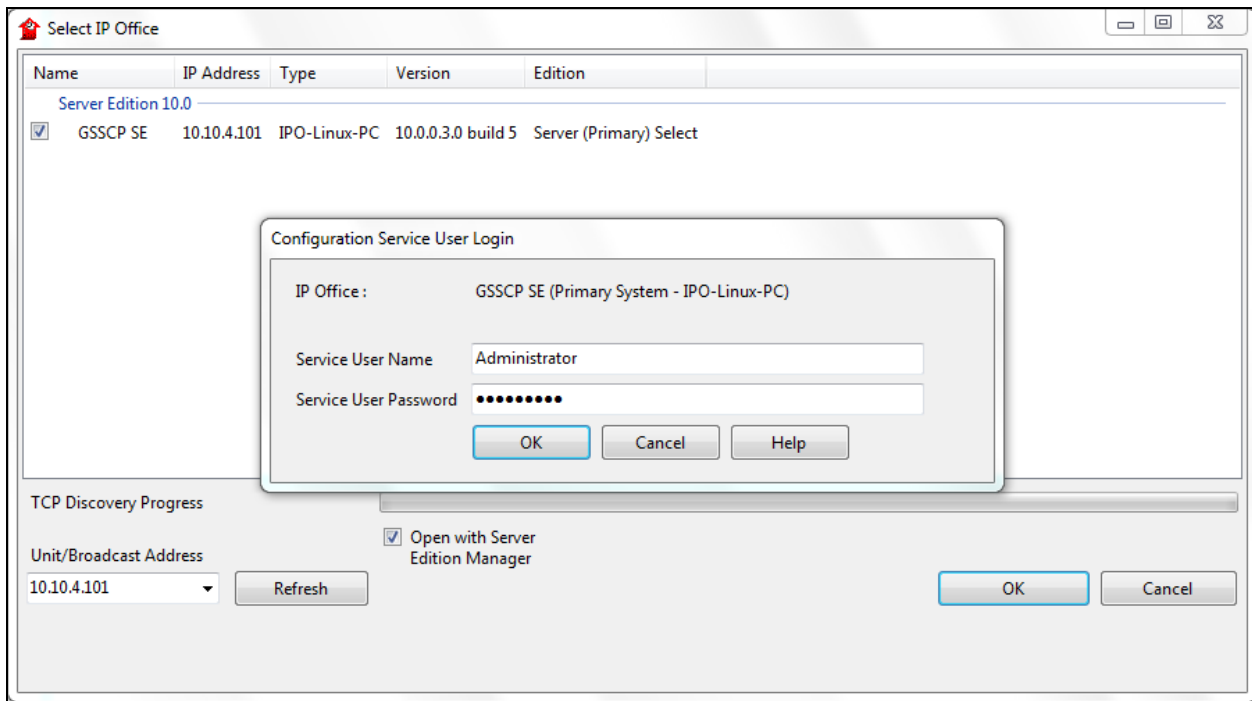 Select IP Office
Name IP Address Type Version Edition
Server Edition 10.0
GSSCP SE 10.10.4.101 IPO-Linux-PC 10.0.0.3.0 build 5 Server (Primary) Select
Configuration Service User Login
IP Office : GSSCP SE (Primary System - IPO-Linux-PC)
Service User Name Administrator
Service User Password •••••••••
OK Cancel Help
TCP Discovery Progress
Open with Server
Edition Manager
Unit/Broadcast Address
10.10.4.101 Refresh OK Cancel